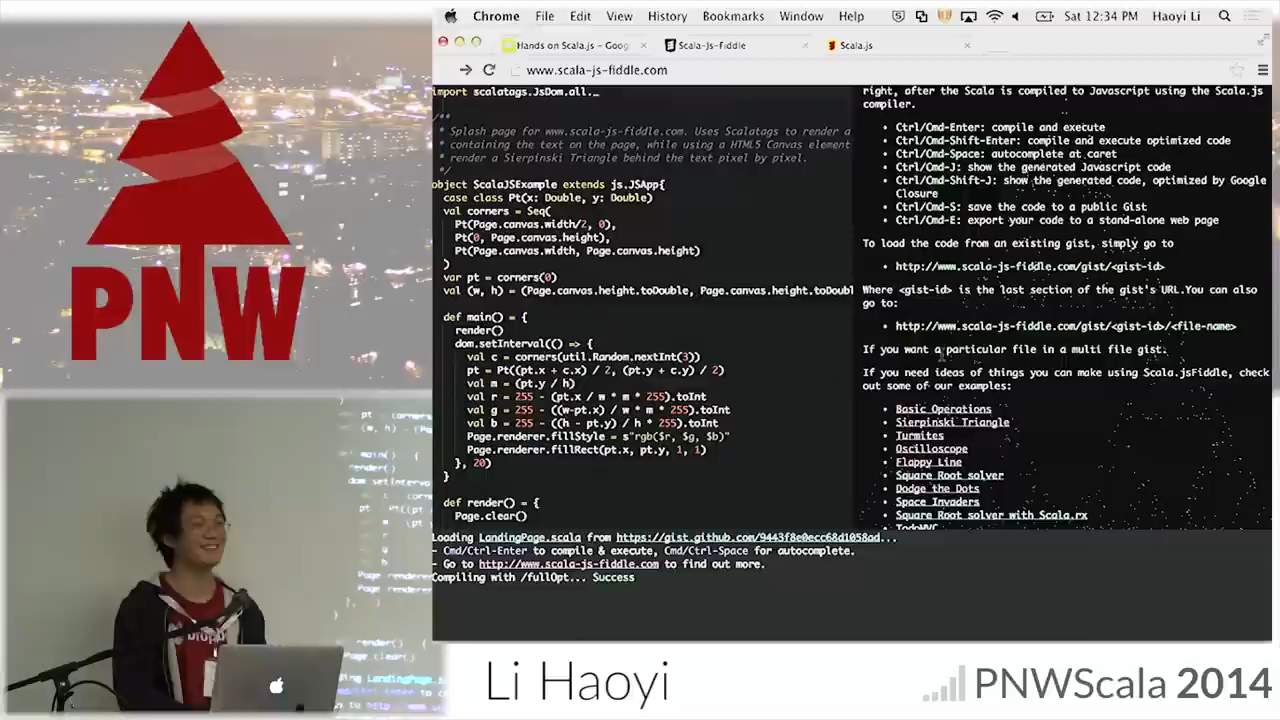 PNW
Chrome File Edit View History Bookmarks Window Help Sat 12:34 PM Haoyi Li
Hands on Scala.js – Goog
Scala-Js-Fiddle
Scala.js
www.scala-js-fiddle.com
import scalatags.JsDom.all._
/**
* Splash page for www.scala-js-fiddle.com. Uses Scalatags to render a
* containing the text on the page, while using a HTML5 Canvas element
* render a Sierpinski Triangle behind the text pixel by pixel.
*/
object ScalaJSExample extends js.JSApp{
case class Pt(x: Double, y: Double)
val corners = Seq(
Pt(Page.canvas.width/2, 0),
Pt(0, Page.canvas.height),
Pt(Page.canvas.width, Page.canvas.height)
)
var pt = corners(0)
val (w, h) = (Page.canvas.height.toDouble, Page.canvas.height.toDoubl
def main() = {
render()
dom.setInterval(() => {
val c = corners(util.Random.nextInt(3))
pt = Pt((pt.x + c.x) / 2, (pt.y + c.y) / 2)
val m = (pt.y / h)
val r = 255 - (pt.x / w * m * 255).toInt
val g = 255 - ((w-pt.x) / w * m * 255).toInt
val b = 255 - ((h - pt.y) / h * 255).toInt
Page.renderer.fillStyle = s"rgb($r, $g, $b)"
Page.renderer.fillRect(pt.x, pt.y, 1, 1)
}, 20)
}
def render() = {
Page.clear()
right, after the Scala is compiled to Javascript using the Scala.js
compiler.
• Ctrl/Cmd-Enter: compile and execute
• Ctrl/Cmd-Shift-Enter: compile and execute optimized code
• Ctrl/Cmd-Space: autocomplete at caret
• Ctrl/Cmd-J: show the generated Javascript code
• Ctrl/Cmd-Shift-J: show the generated code, optimized by Google
Closure
• Ctrl/Cmd-S: save the code to a public Gist
• Ctrl/Cmd-E: export your code to a stand-alone web page
To load the code from an existing gist, simply go to
• http://www.scala-js-fiddle.com/gist/<gist-id>
Where <gist-id> is the last section of the gist's URL.You can also
go to:
• http://www.scala-js-fiddle.com/gist/<gist-id>/<file-name>
If you want a particular file in a multi file gist.
If you need ideas of things you can make using Scala.jsFiddle, check
out some of our examples:
• Basic Operations
• Sierpinski Triangle
• Turmites
• Oscilloscope
• Flappy Line
• Square Root solver
• Dodge the Dots
• Space Invaders
• Square Root solver with Scala.rx
• TodoMVC
Loading LandingPage.scala from https://gist.github.com/9443f8e0ecc68d1058ad...
- Cmd/Ctrl-Enter to compile & execute, Cmd/Ctrl-Space for autocomplete.
- Go to http://www.scala-js-fiddle.com to find out more.
Compiling with /fullOpt... Success
Li Haoyi
PNWScala 2014